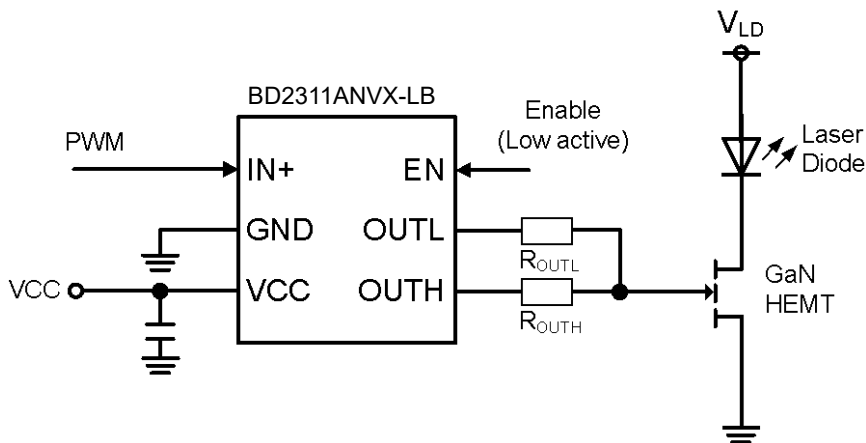 V_LD
BD2311ANVX-LB
Enable
(Low active)
PWM
Laser
Diode
IN+
EN
GND
OUTL
R_OUTL
VCC
VCC
OUTH
R_OUTH
GaN
HEMT